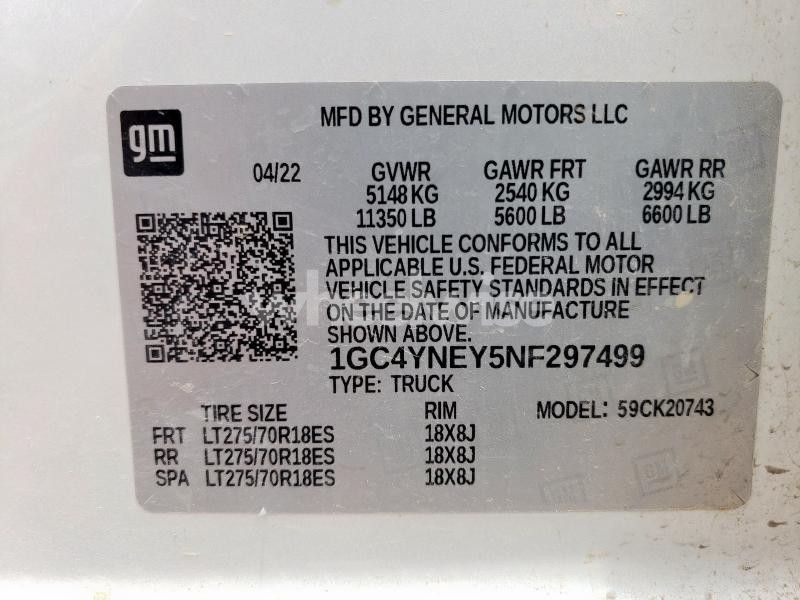 gm
MFD BY GENERAL MOTORS LLC
04/22 GVWR GAWR FRT GAWR RR
5148 KG 2540 KG 2994 KG
11350 LB 5600 LB 6600 LB
THIS VEHICLE CONFORMS TO ALL
APPLICABLE U.S. FEDERAL MOTOR
VEHICLE SAFETY STANDARDS IN EFFECT
ON THE DATE OF MANUFACTURE
SHOWN ABOVE.
1GC4YNEY5NF297499
TYPE: TRUCK
TIRE SIZE RIM MODEL: 59CK20743
FRT LT275/70R18ES 18X8J
RR LT275/70R18ES 18X8J
SPA LT275/70R18ES 18X8J
GM
GM